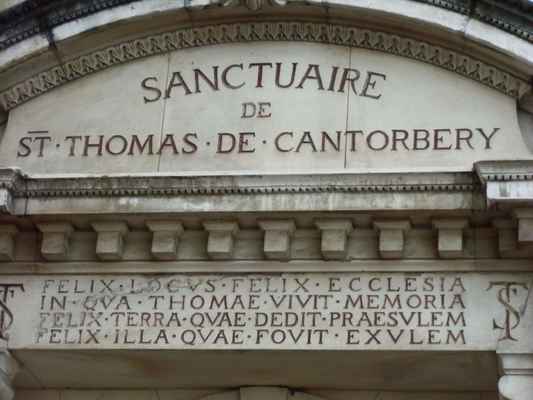 SANCTUAIRE
DE
ST·THOMAS·DE·CANTORBERY
FELIX·LOCVS·FELIX·ECCLESIA
IN·QVA·THOMAE·VIVIT·MEMORIA
FELIX·TERRA·QVAE·DEDIT·PRAESVLEM
FELIX·ILLA·QVAE·FOVIT·EXVLEM